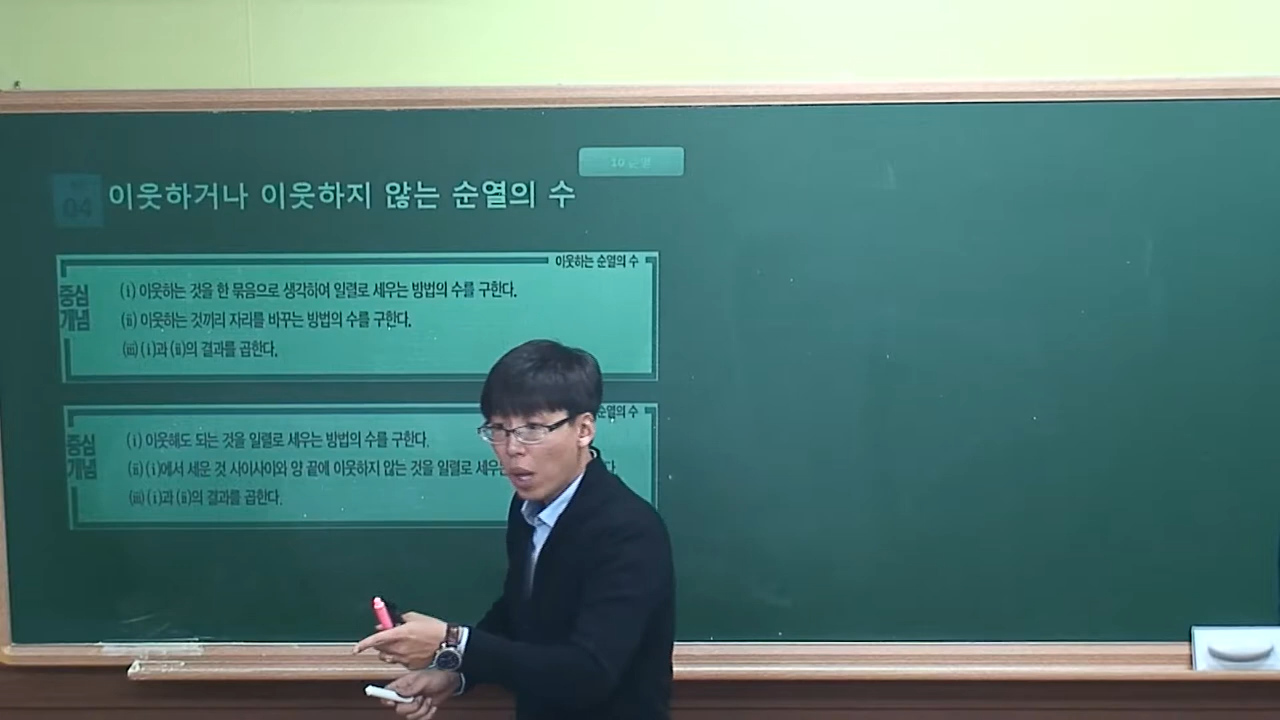 10 순열
04 이웃하거나 이웃하지 않는 순열의 수
이웃하는 순열의 수
중심
개념
(ⅰ) 이웃하는 것을 한 묶음으로 생각하여 일렬로 세우는 방법의 수를 구한다.
(ⅱ) 이웃하는 것끼리 자리를 바꾸는 방법의 수를 구한다.
(ⅲ) (ⅰ)과 (ⅱ)의 결과를 곱한다.
순열의 수
중심
개념
(ⅰ) 이웃해도 되는 것을 일렬로 세우는 방법의 수를 구한다.
(ⅱ) (ⅰ)에서 세운 것 사이사이와 양 끝에 이웃하지 않는 것을 일렬로 세우
(ⅲ) (ⅰ)과 (ⅱ)의 결과를 곱한다.